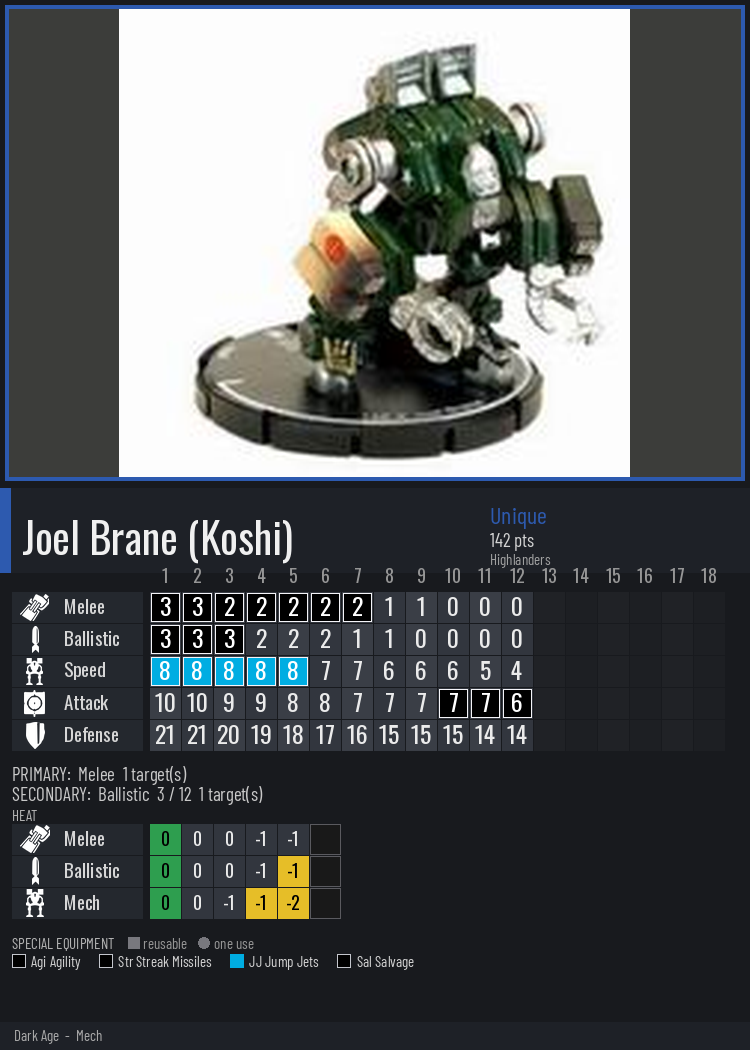 Joel Brane (Koshi)
Unique
142 pts
Highlanders
1 2 3 4 5 6 7 8 9 10 11 12 13 14 15 16 17 18
Melee 3 3 2 2 2 2 2 1 1 0 0 0
Ballistic 3 3 3 2 2 2 1 1 0 0 0 0
Speed 8 8 8 8 8 7 7 6 6 6 5 4
Attack 10 10 9 9 8 8 7 7 7 7 7 6
Defense 21 21 20 19 18 17 16 15 15 15 14 14
PRIMARY: Melee 1 target(s)
SECONDARY: Ballistic 3 / 12 1 target(s)
HEAT
Melee 0 0 0 -1 -1
Ballistic 0 0 0 -1 -1
Mech 0 0 -1 -1 -2
SPECIAL EQUIPMENT reusable one use
Agi Agility Str Streak Missiles JJ Jump Jets Sal Salvage
Dark Age - Mech